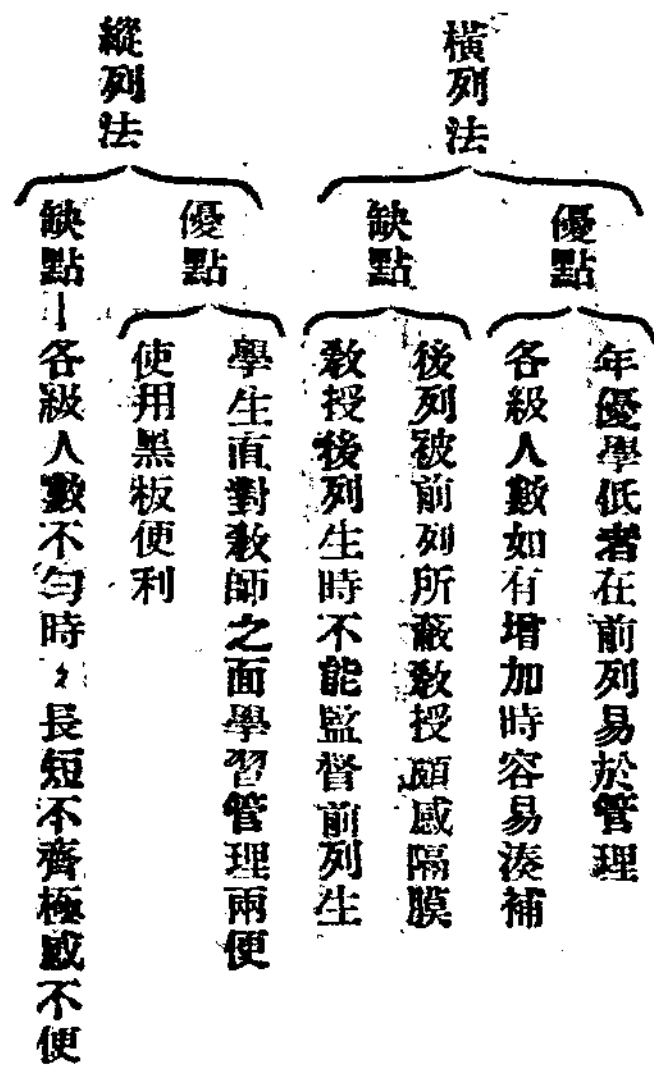 橫列法
優點
年優學低者在前列易於管理
各級人數如有增加時容易湊補
缺點
後列被前列所蔽教授頗感隔膜
教授後列生時不能監督前列生
縱列法
優點
學生直對教師之面學習管理兩便
使用黑板便利
缺點—各級人數不勻時,長短不齊極感不便